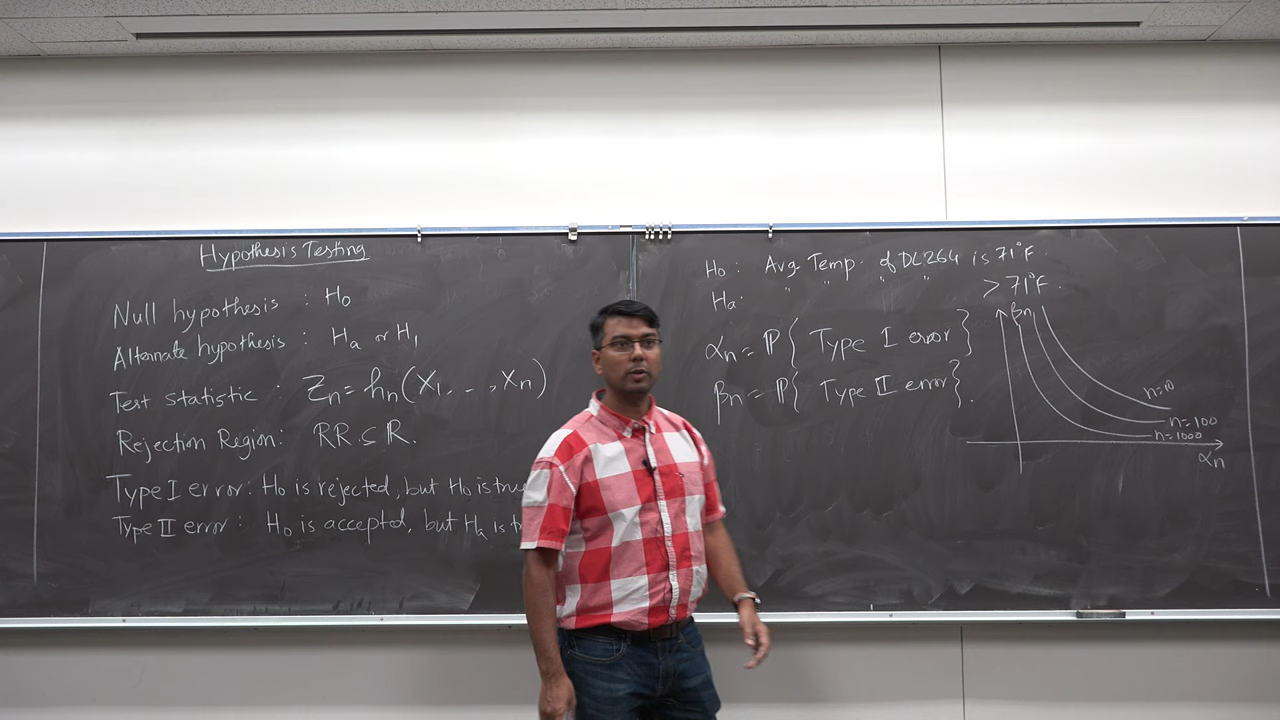 Hypothesis Testing
Null hypothesis : H₀
Alternate hypothesis : Hₐ or H₁
Test statistic : Zₙ = hₙ(X₁, . . , Xₙ)
Rejection Region: RR ⊆ ℝ.
Type I error: H₀ is rejected, but H₀ is true
Type II error: H₀ is accepted, but Hₐ is
H₀ : Avg. Temp. of DL264 is 71°F.
Hₐ: " " " " > 71°F.
αₙ = ℙ{ Type I error }
βₙ = ℙ{ Type II error }.
βₙ
n=10
n=100
n=1000
αₙ